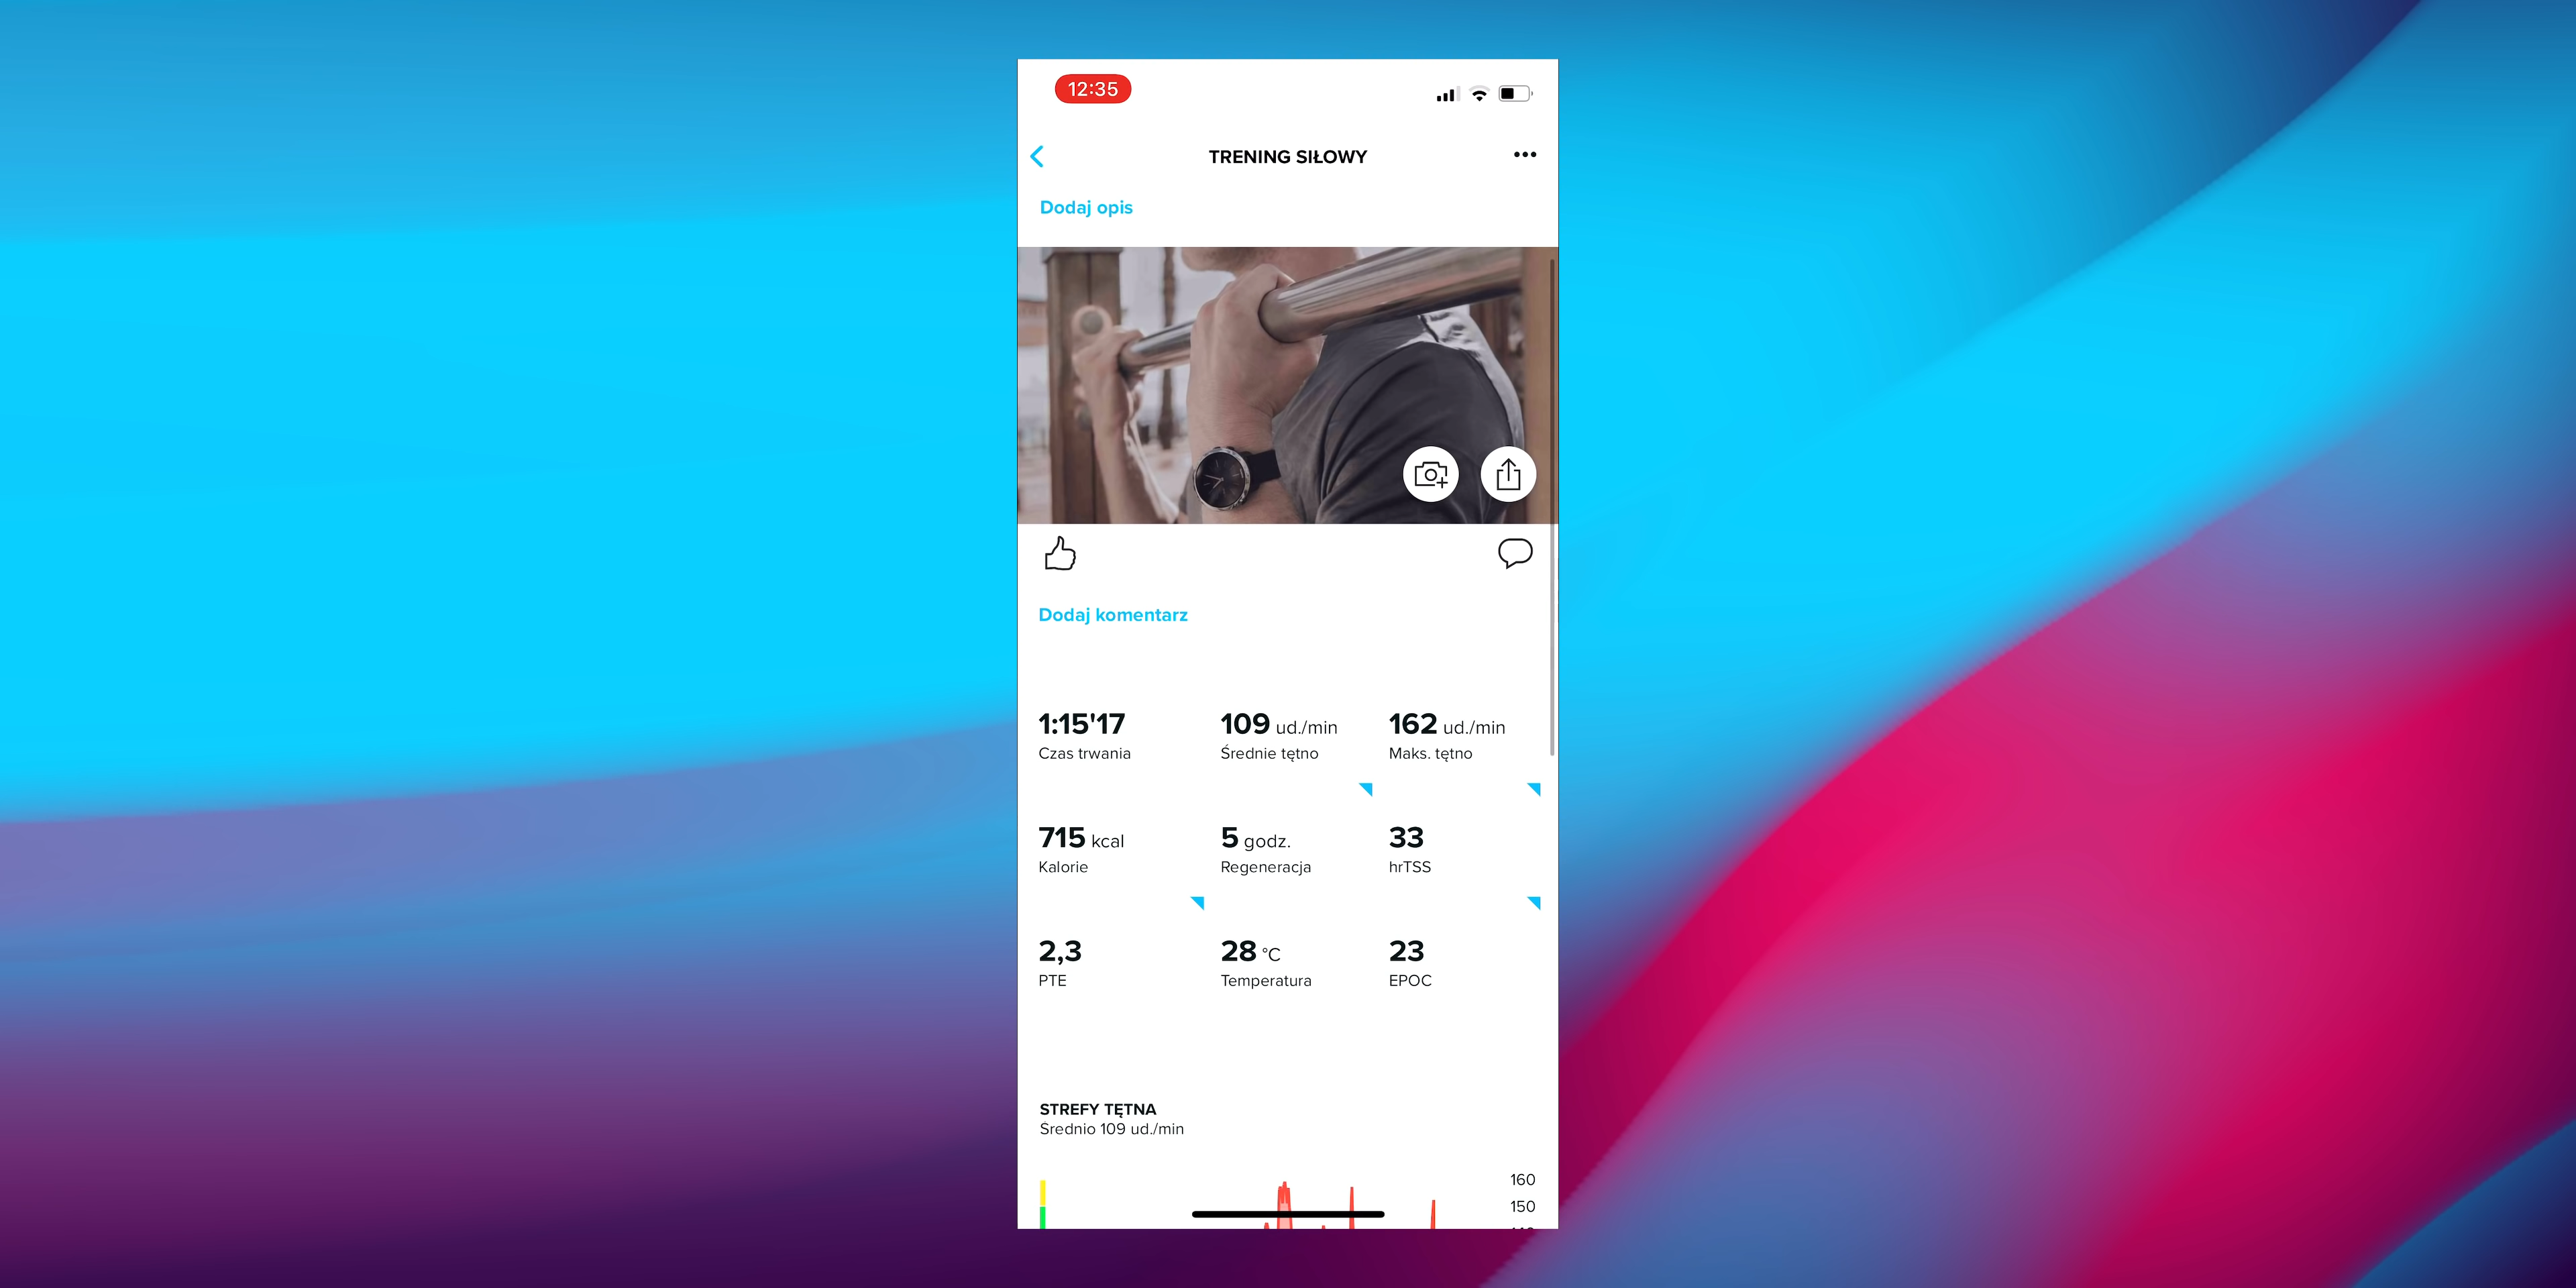 12:35
TRENING SIŁOWY
Dodaj opis
Dodaj komentarz
1:15'17 109 ud./min 162 ud./min
Czas trwania Średnie tętno Maks. tętno
715 kcal 5 godz. 33
Kalorie Regeneracja hrTSS
2,3 28 °C 23
PTE Temperatura EPOC
STREFY TĘTNA
Średnio 109 ud./min
160
150